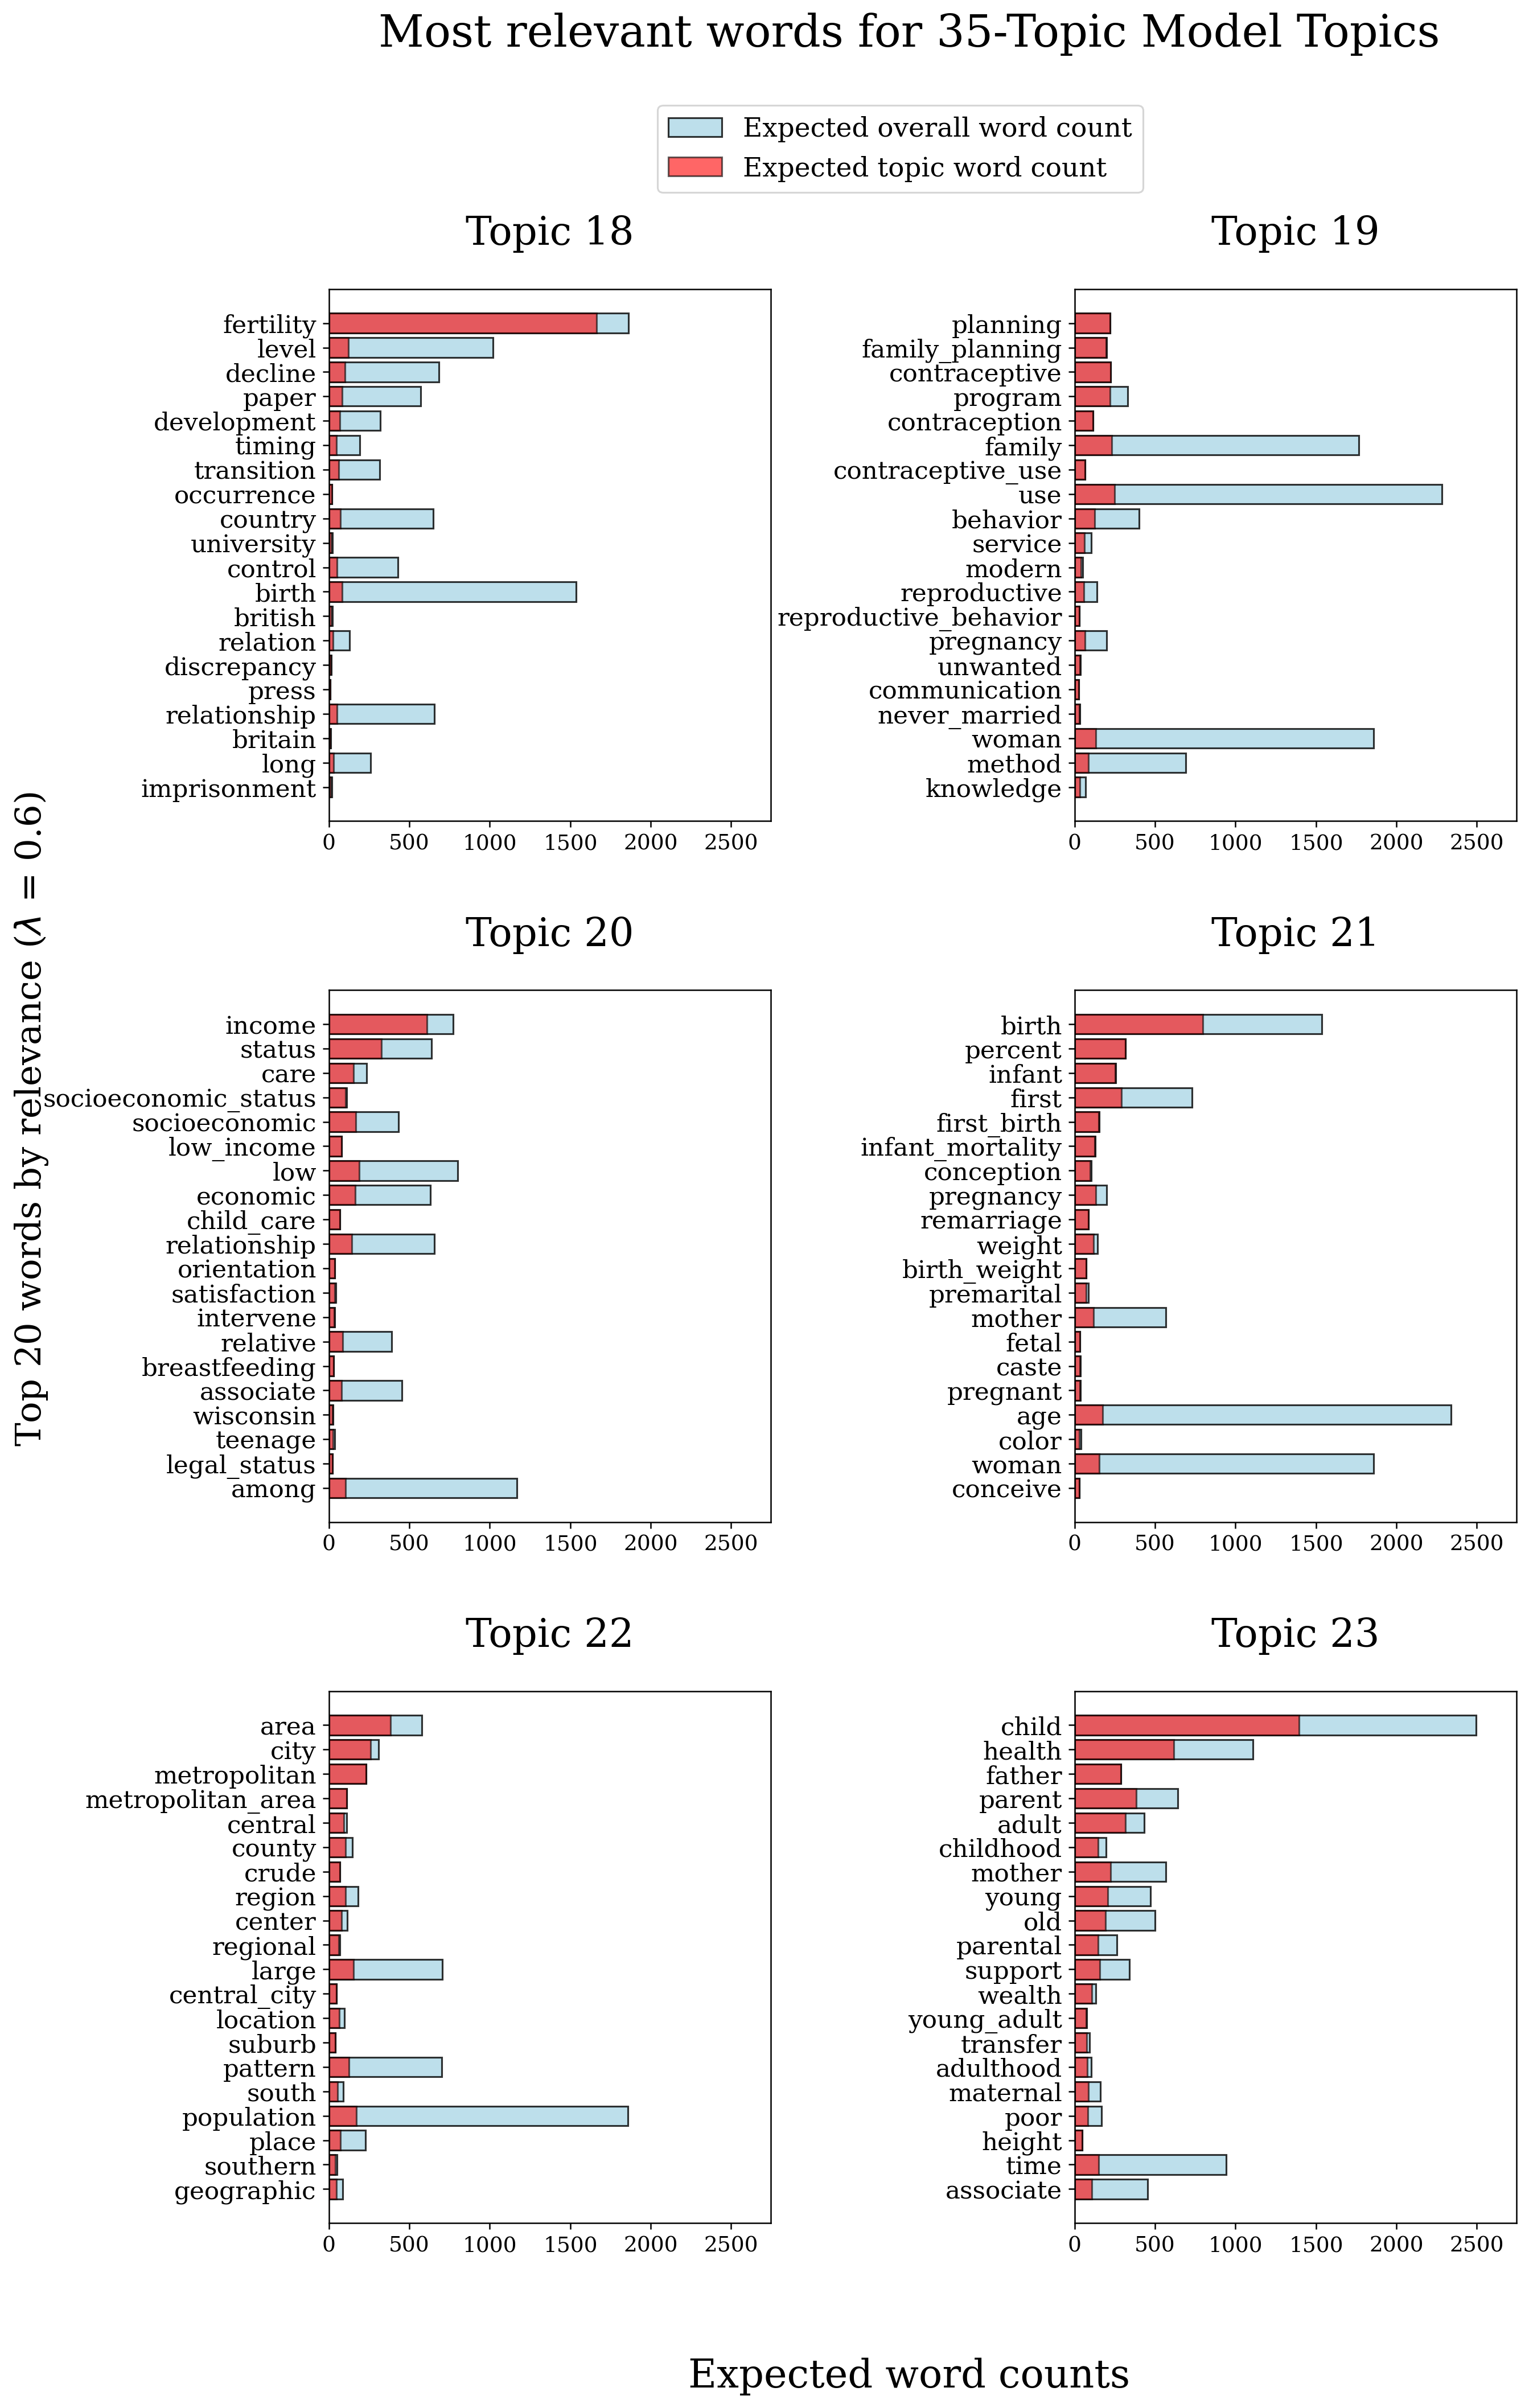 Most relevant words for 35-Topic Model Topics
Expected overall word count
Expected topic word count
Top 20 words by relevance (λ = 0.6)
Topic 18
fertility
level
decline
paper
development
timing
transition
occurrence
country
university
control
birth
british
relation
discrepancy
press
relationship
britain
long
imprisonment
0 500 1000 1500 2000 2500
Topic 19
planning
family_planning
contraceptive
program
contraception
family
contraceptive_use
use
behavior
service
modern
reproductive
reproductive_behavior
pregnancy
unwanted
communication
never_married
woman
method
knowledge
0 500 1000 1500 2000 2500
Topic 20
income
status
care
socioeconomic_status
socioeconomic
low_income
low
economic
child_care
relationship
orientation
satisfaction
intervene
relative
breastfeeding
associate
wisconsin
teenage
legal_status
among
0 500 1000 1500 2000 2500
Topic 21
birth
percent
infant
first
first_birth
infant_mortality
conception
pregnancy
remarriage
weight
birth_weight
premarital
mother
fetal
caste
pregnant
age
color
woman
conceive
0 500 1000 1500 2000 2500
Topic 22
area
city
metropolitan
metropolitan_area
central
county
crude
region
center
regional
large
central_city
location
suburb
pattern
south
population
place
southern
geographic
0 500 1000 1500 2000 2500
Topic 23
child
health
father
parent
adult
childhood
mother
young
old
parental
support
wealth
young_adult
transfer
adulthood
maternal
poor
height
time
associate
0 500 1000 1500 2000 2500
Expected word counts